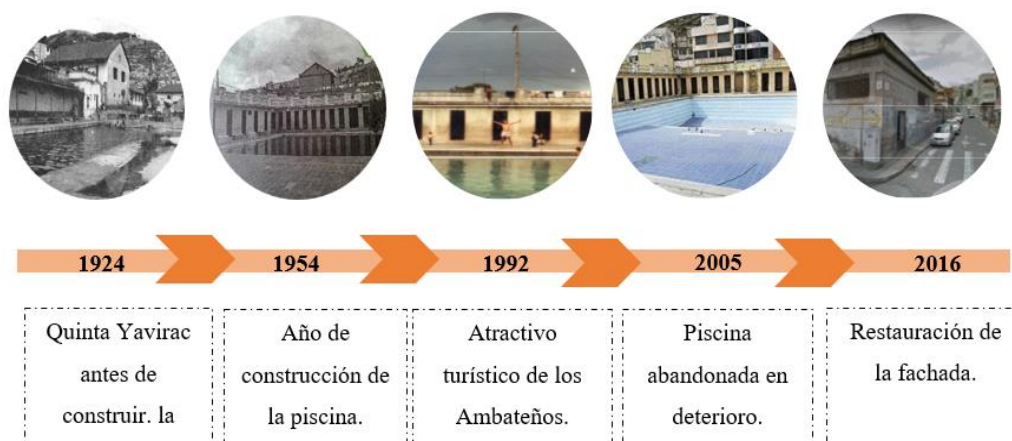 1924
1954
1992
2005
2016
Quinta Yavirac
antes de
construir. la
Año de
construcción de
la piscina.
Atractivo
turístico de los
Ambateños.
Piscina
abandonada en
deterioro.
Restauración de
la fachada.